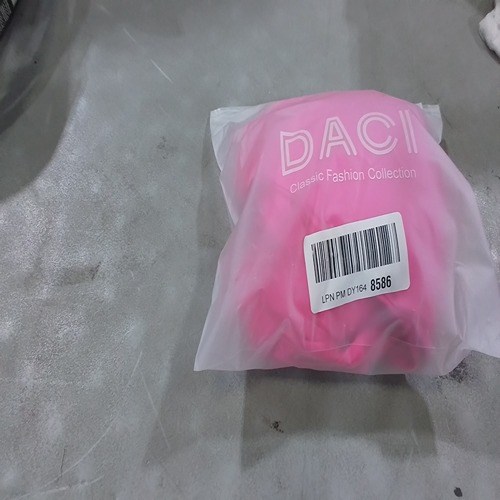 DACI
Classic Fashion Collection
LPN PM DY164 8586